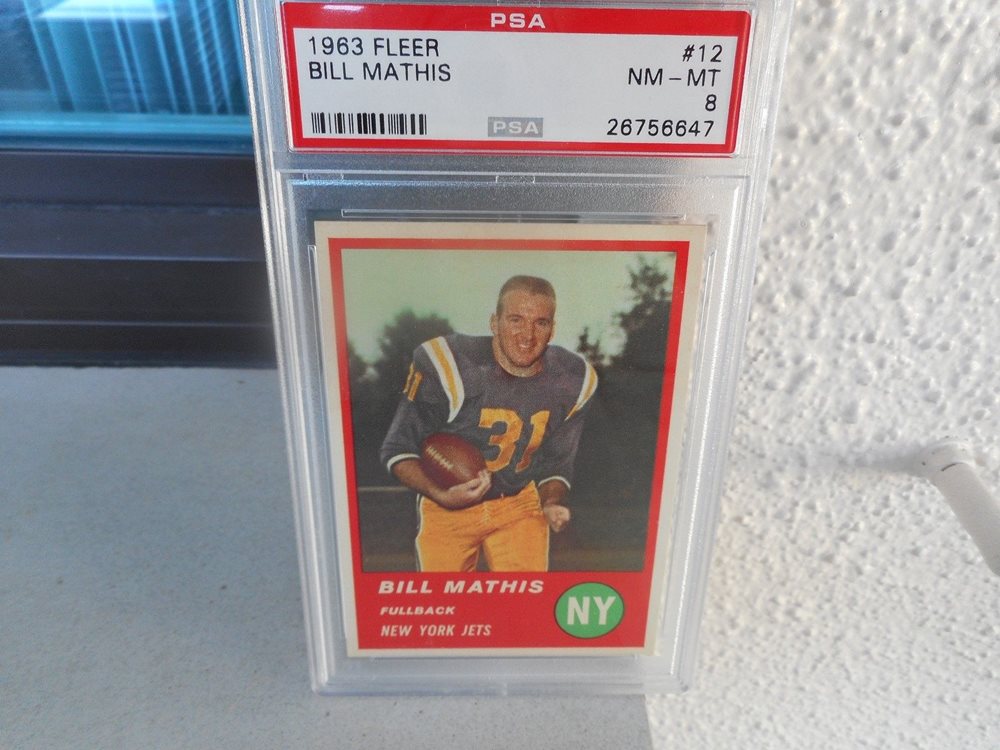 PSA
1963 FLEER #12
BILL MATHIS NM - MT
8
PSA 26756647
31
31
BILL MATHIS
FULLBACK
NEW YORK JETS
NY